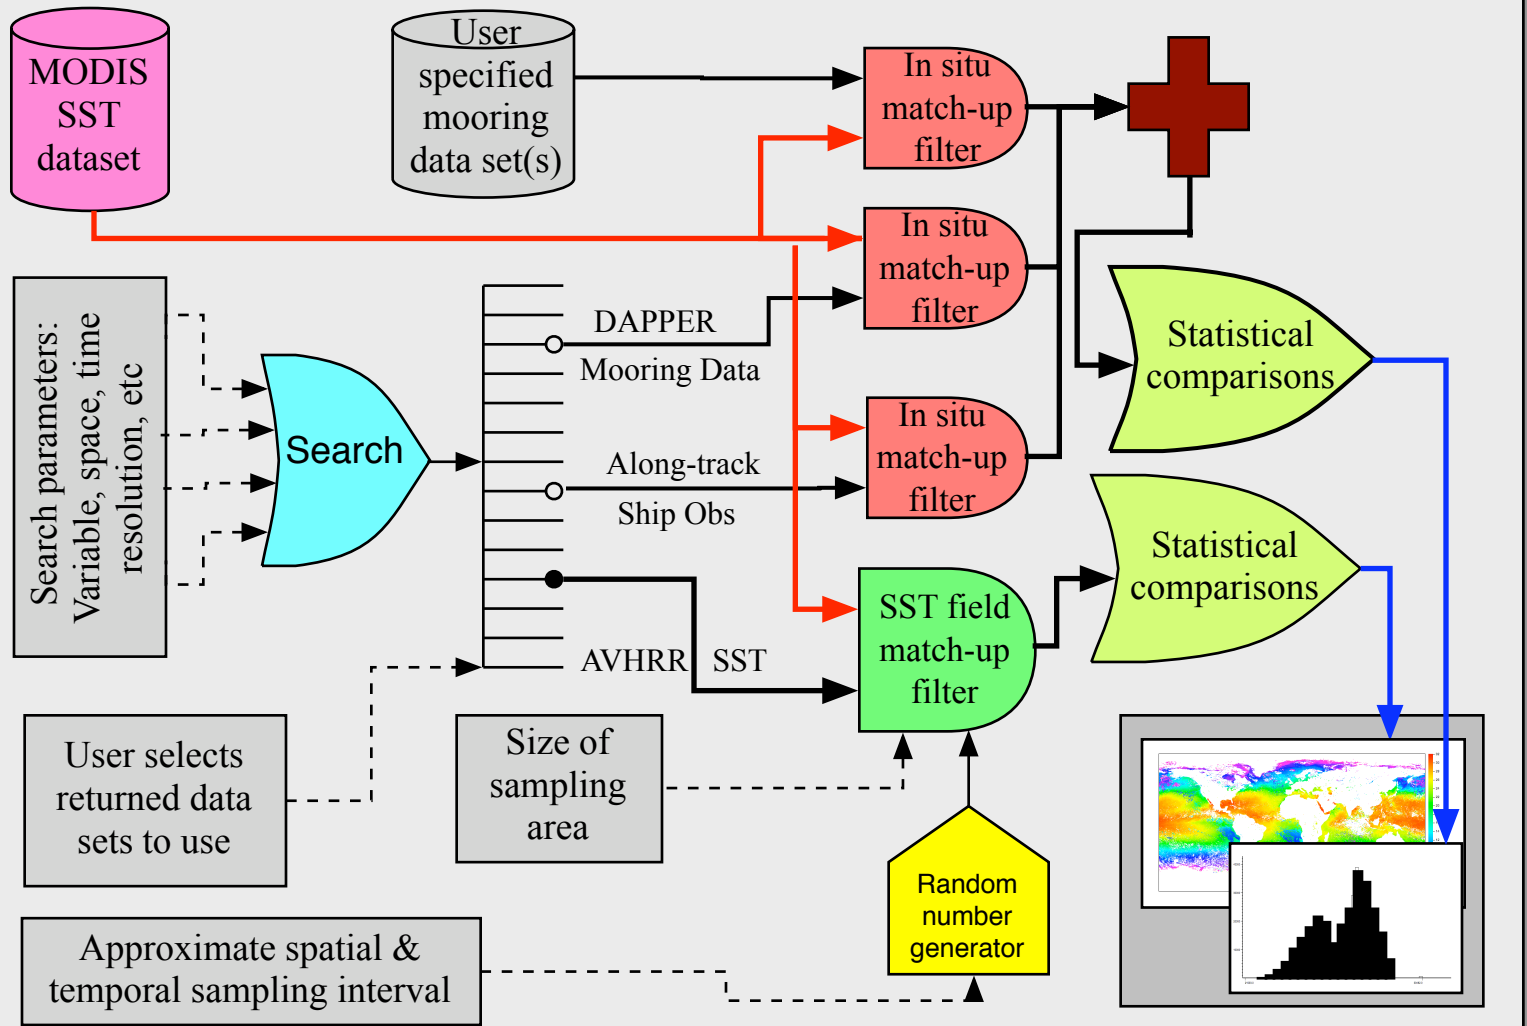 MODIS
SST
dataset
User
specified
mooring
data set(s)
In situ
match-up
filter
In situ
match-up
filter
Search parameters:
Variable, space, time
resolution, etc
Search
DAPPER
Mooring Data
Along-track
Ship Obs
AVHRR SST
In situ
match-up
filter
SST field
match-up
filter
Statistical
comparisons
Statistical
comparisons
User selects
returned data
sets to use
Size of
sampling
area
Random
number
generator
Approximate spatial &
temporal sampling interval